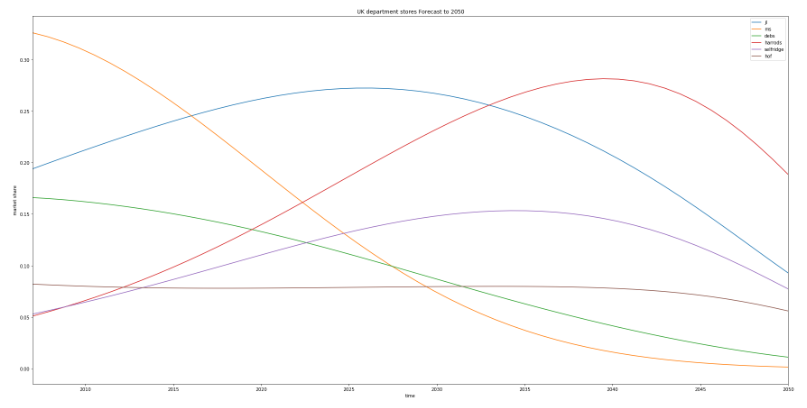 UK department stores Forecast to 2050
jl
ms
debs
harrods
selfridge
hof
0.30
0.25
0.20
0.15
0.10
0.05
0.00
market share
2010 2015 2020 2025 2030 2035 2040 2045 2050
time